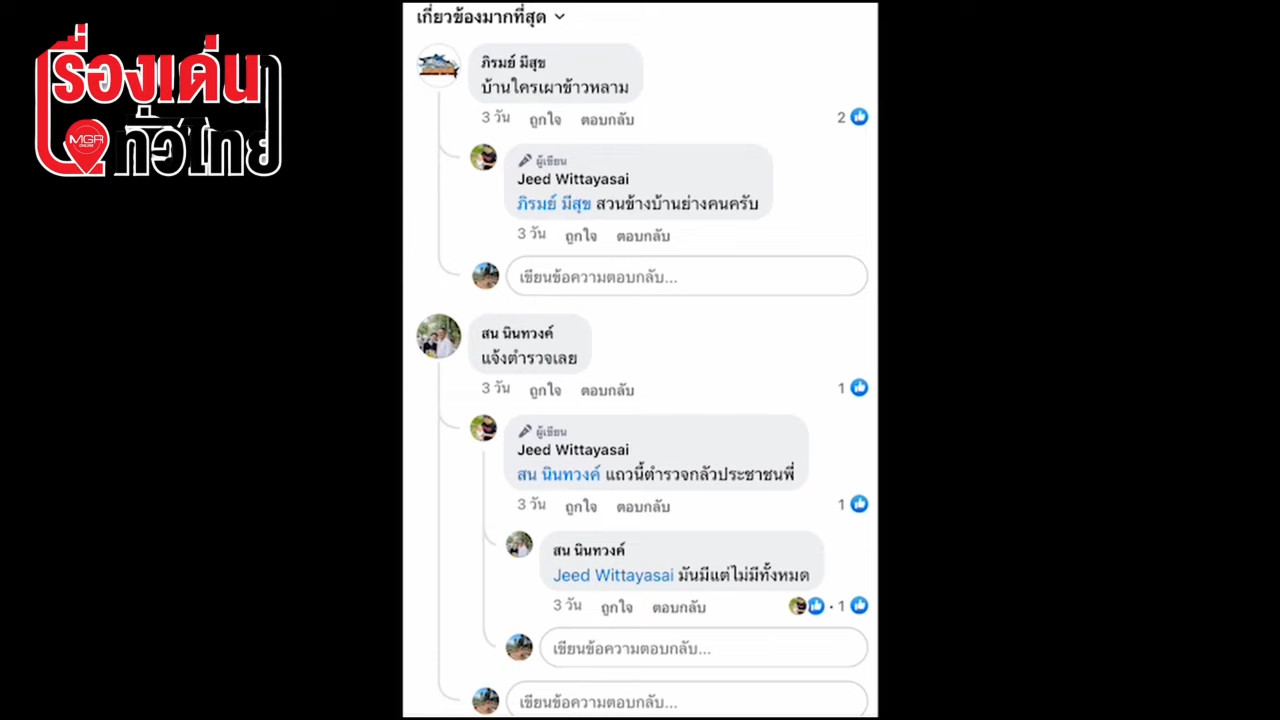 เรื่องเด่น
ทั่วไทย
MGR
ONLINE
เกี่ยวข้องมากที่สุด
ภิรมย์ มีสุข
บ้านใครเผาข้าวหลาม
3 วัน ถูกใจ ตอบกลับ 2
ผู้เขียน
Jeed Wittayasai
ภิรมย์ มีสุข สวนข้างบ้านย่างคนครับ
3 วัน ถูกใจ ตอบกลับ
เขียนข้อความตอบกลับ...
สน นินทวงค์
แจ้งตำรวจเลย
3 วัน ถูกใจ ตอบกลับ 1
ผู้เขียน
Jeed Wittayasai
สน นินทวงค์ แถวนี้ตำรวจกลัวประชาชนพี่
3 วัน ถูกใจ ตอบกลับ 1
สน นินทวงค์
Jeed Wittayasai มันมีแต่ไม่มีทั้งหมด
3 วัน ถูกใจ ตอบกลับ · 1
เขียนข้อความตอบกลับ...
เขียนข้อความตอบกลับ...